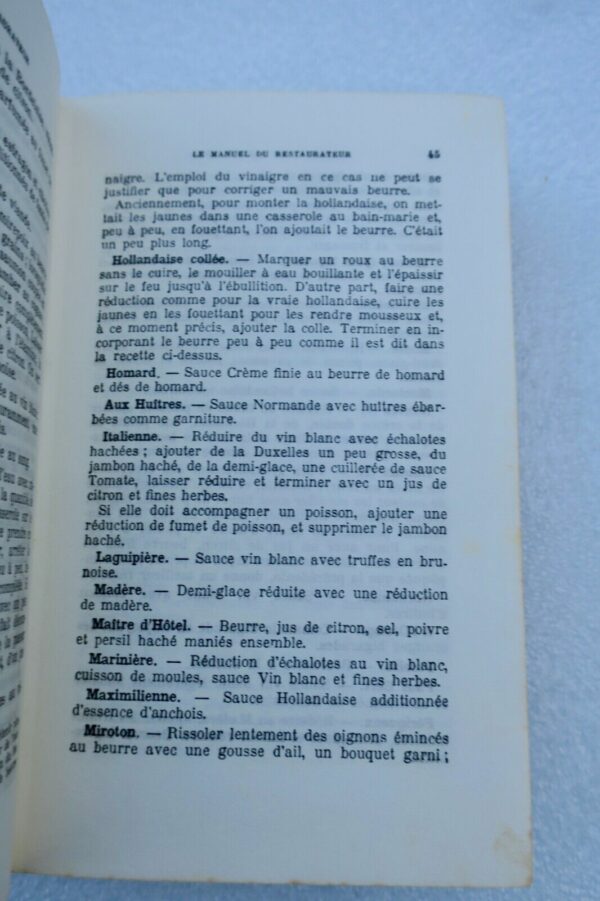 LE MANUEL DU RESTAURATEUR 45
naigre. L'emploi du vinaigre en ce cas ne peut se
justifier que pour corriger un mauvais beurre.
Anciennement, pour monter la hollandaise, on met-
tait les jaunes dans une casserole au bain-marie et,
peu à peu, en fouettant, l'on ajoutait le beurre. C'était
un peu plus long.
Hollandaise collée. — Marquer un roux au beurre
sans le cuire, le mouiller à eau bouillante et l'épaissir
sur le feu jusqu'à l'ébullition. D'autre part, faire une
réduction comme pour la vraie hollandaise, cuire les
jaunes en les fouettant pour les rendre mousseux et,
à ce moment précis, ajouter la colle. Terminer en in-
corporant le beurre peu à peu comme il est dit dans
la recette ci-dessus.
Homard. — Sauce Crème finie au beurre de homard
et dés de homard.
Aux Huîtres. — Sauce Normande avec huîtres ébar-
bées comme garniture.
Italienne. — Réduire du vin blanc avec échalotes
hachées ; ajouter de la Duxelles un peu grosse, du
jambon haché, de la demi-glace, une cuillerée de sauce
Tomate, laisser réduire et terminer avec un jus de
citron et fines herbes.
Si elle doit accompagner un poisson, ajouter une
réduction de fumet de poisson, et supprimer le jambon
haché.
Laguipière. — Sauce vin blanc avec truffes en bru-
noise.
Madère. — Demi-glace réduite avec une réduction
de madère.
Maître d'Hôtel. — Beurre, jus de citron, sel, poivre
et persil haché maniés ensemble.
Marinière. — Réduction d'échalotes au vin blanc,
cuisson de moules, sauce Vin blanc et fines herbes.
Maximilienne. — Sauce Hollandaise additionnée
d'essence d'anchois.
Miroton. — Rissoler lentement des oignons émincés
au beurre avec une gousse d'ail, un bouquet garni ;